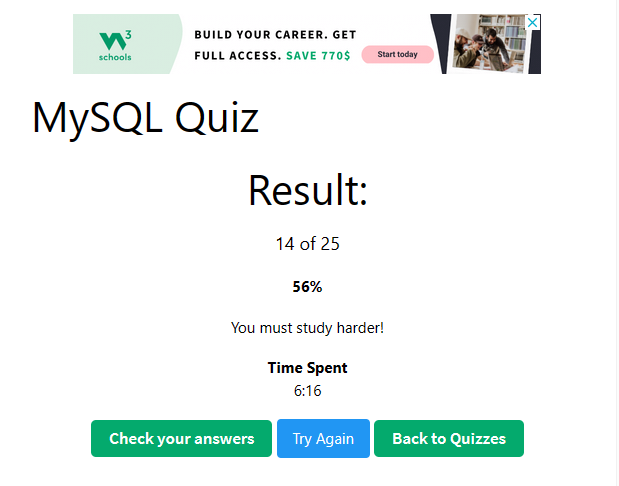 BUILD YOUR CAREER. GET
FULL ACCESS. SAVE 770$
W3
schools
Start today
MySQL Quiz
Result:
14 of 25
56%
You must study harder!
Time Spent
6:16
Check your answers
Try Again
Back to Quizzes